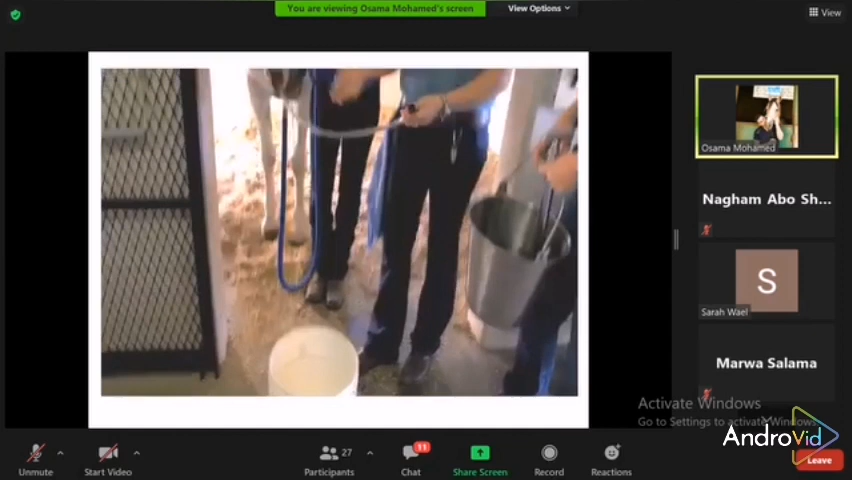 You are viewing Osama Mohamed's screen
View Options
View
Osama Mohamed
Nagham Abo Sh...
S
Sarah Wael
Marwa Salama
Activate Windows
Go to Settings to activate Windows.
AndroVid
Unmute
Start Video
Participants
27
Chat
11
Share Screen
Record
Reactions
Leave